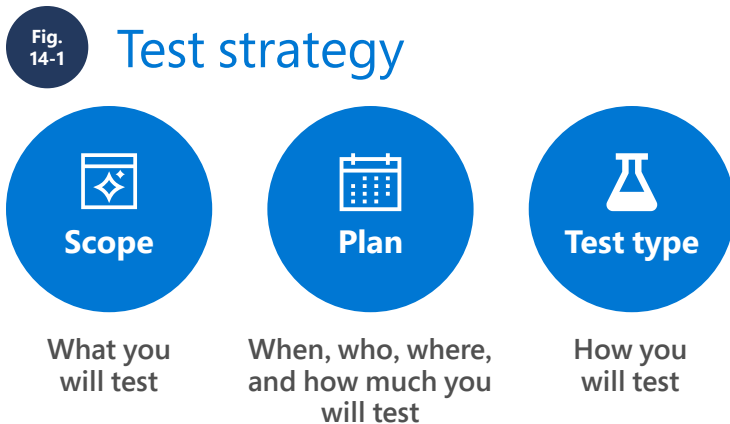 Fig.
14-1
Test strategy
Scope
Plan
Test type
What you
will test
When, who, where,
and how much you
will test
How you
will test